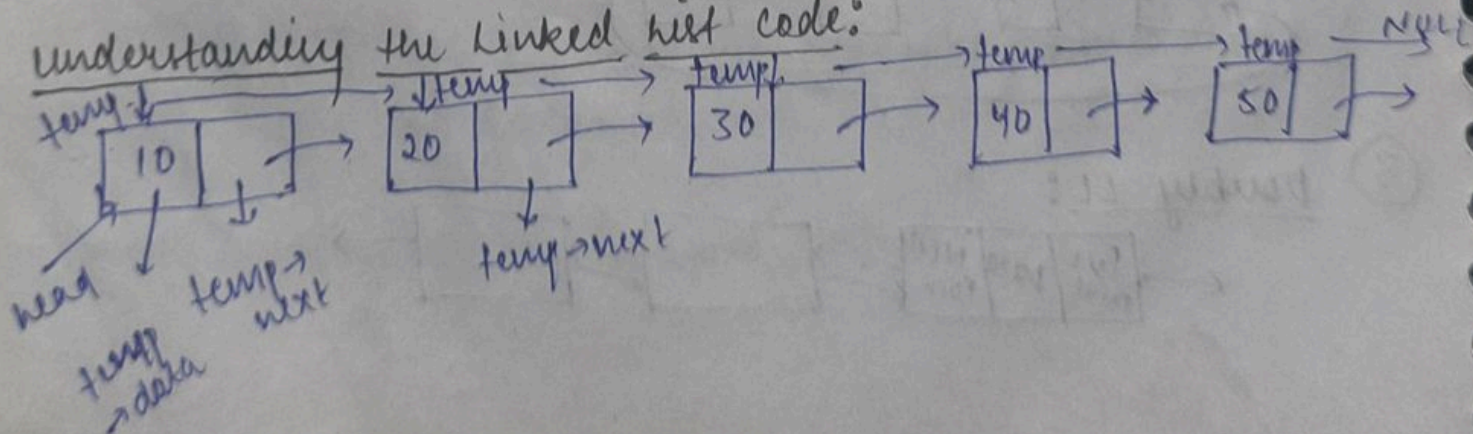 understanding the Linked List code:
temp temp temp temp temp NULL
10 20 30 40 50
head temp→next temp→next
temp→data